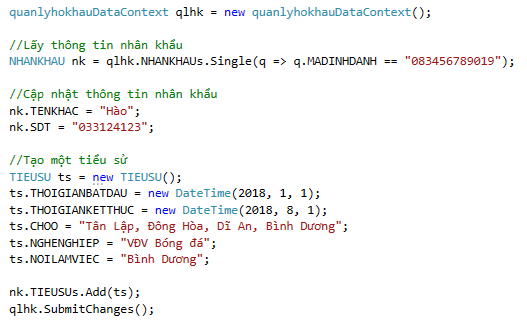 quanlyhokhauDataContext qlhk = new quanlyhokhauDataContext();
//Lấy thông tin nhân khẩu
NHANKHAU nk = qlhk.NHANKHAUs.Single(q => q.MADINHDANH == "083456789019");
//Cập nhật thông tin nhân khẩu
nk.TENKHAC = "Hào";
nk.SDT = "033124123";
//Tạo một tiểu sử
TIEUSU ts = new TIEUSU();
ts.THOIGIANBATDAU = new DateTime(2018, 1, 1);
ts.THOIGIANKETTHUC = new DateTime(2018, 8, 1);
ts.CHOO = "Tân Lập, Đông Hòa, Dĩ An, Bình Dương";
ts.NGHENGHIEP = "VĐV Bóng đá";
ts.NOILAMVIEC = "Bình Dương";
nk.TIEUSUs.Add(ts);
qlhk.SubmitChanges();